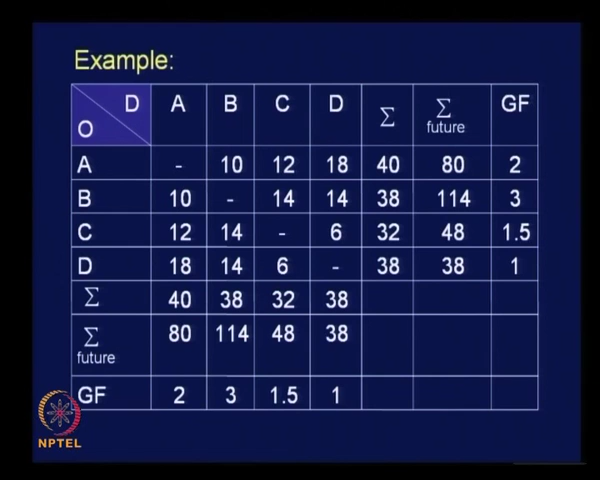 Example:
D A B C D Σ Σ future GF
O
A - 10 12 18 40 80 2
B 10 - 14 14 38 114 3
C 12 14 - 6 32 48 1.5
D 18 14 6 - 38 38 1
Σ 40 38 32 38
Σ future 80 114 48 38
GF 2 3 1.5 1
NPTEL